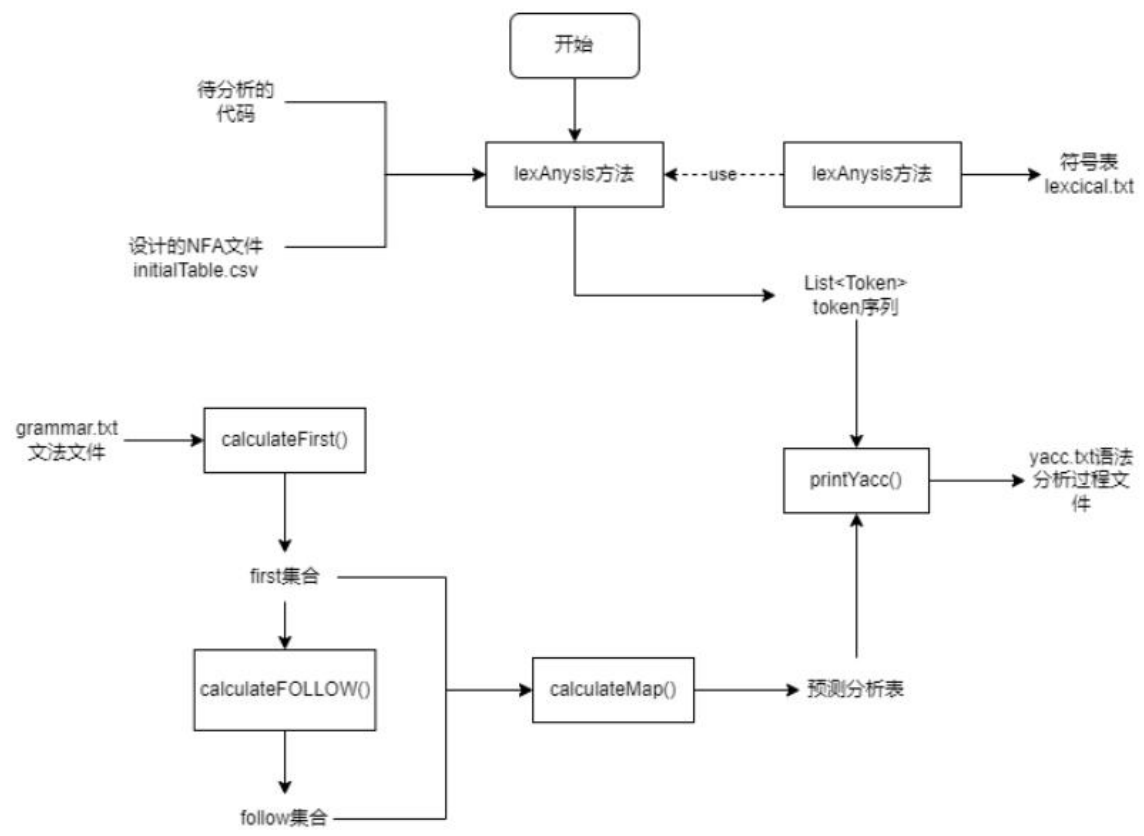 开始
待分析的
代码
lexAnysis方法
use
lexAnysis方法
符号表
lexcical.txt
设计的NFA文件
initialTable.csv
List<Token>
token序列
grammar.txt
文法文件
calculateFirst()
printYacc()
yacc.txt语法
分析过程文
件
first集合
calculateFOLLOW()
calculateMap()
预测分析表
follow集合